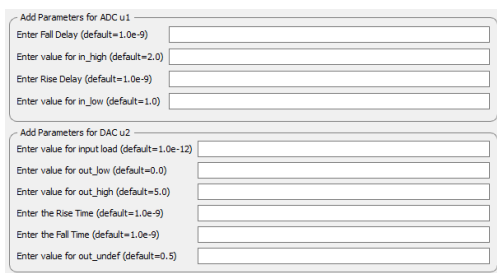 Add Parameters for ADC u1
Enter Fall Delay (default=1.0e-9)
Enter value for in_high (default=2.0)
Enter Rise Delay (default=1.0e-9)
Enter value for in_low (default=1.0)
Add Parameters for DAC u2
Enter value for input load (default=1.0e-12)
Enter value for out_low (default=0.0)
Enter value for out_high (default=5.0)
Enter the Rise Time (default=1.0e-9)
Enter the Fall Time (default=1.0e-9)
Enter value for out_undef (default=0.5)